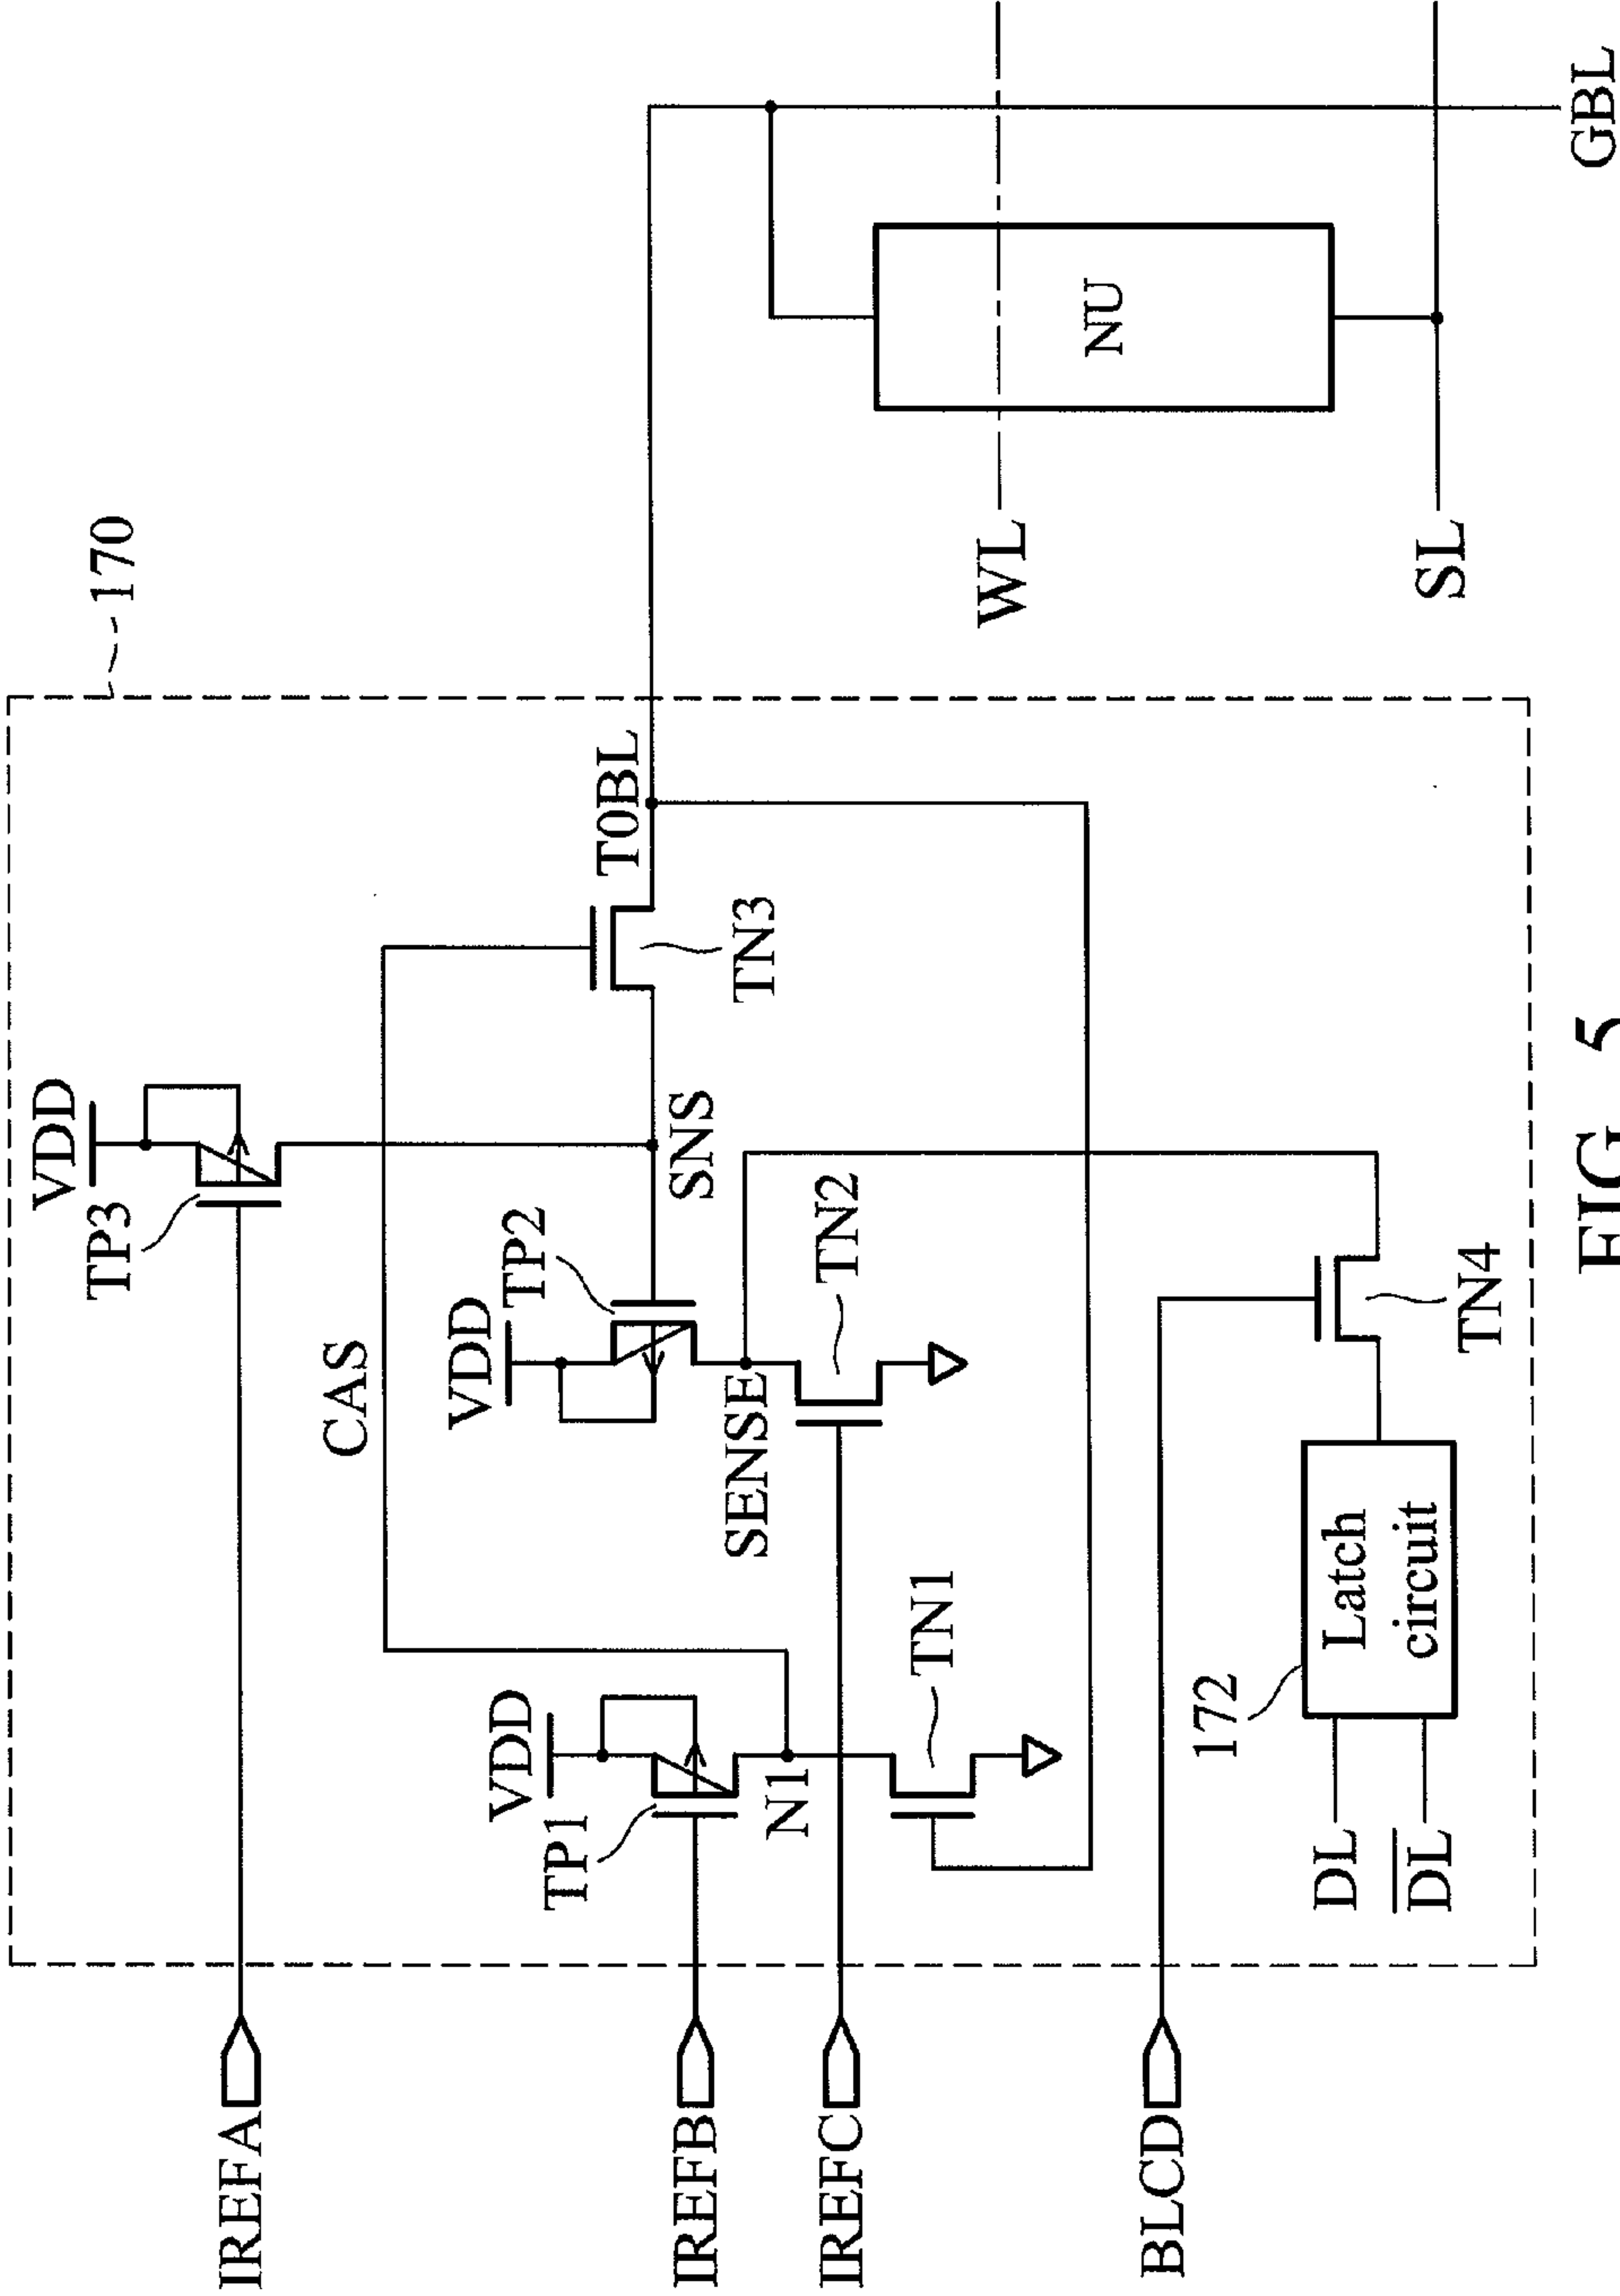 VDD
170
TP3
IREFA
CAS
VDD
VDD
TP2
TP1
T0BL
SNS
IREFB
SENSE
TN3
N1
TN2
IREFC
TN1
WL
NU
BLCD
172
DL
Latch
circuit
D̅L̅
SL
TN4
GBL
FIG. 5